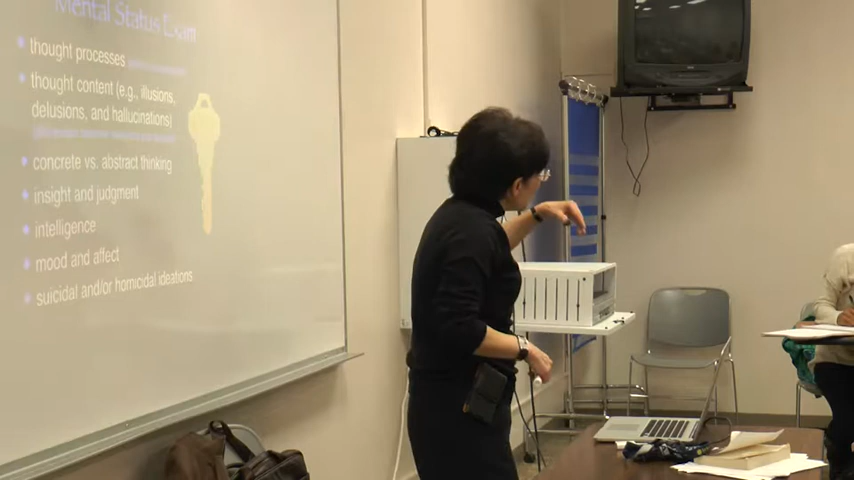 Mental Status Exam
thought processes
thought content (e.g., illusions,
delusions, and hallucinations)
concrete vs. abstract thinking
insight and judgment
intelligence
mood and affect
suicidal and/or homicidal ideations